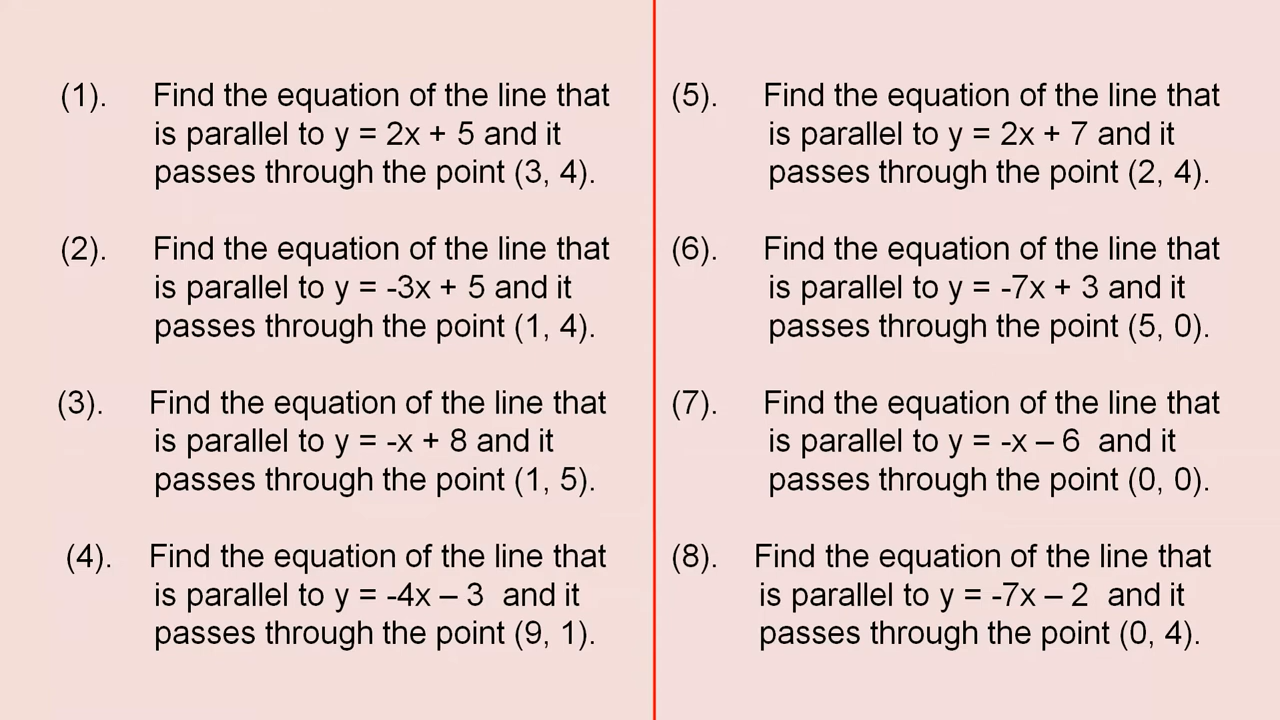 (1). Find the equation of the line that
is parallel to y = 2x + 5 and it
passes through the point (3, 4).
(2). Find the equation of the line that
is parallel to y = -3x + 5 and it
passes through the point (1, 4).
(3). Find the equation of the line that
is parallel to y = -x + 8 and it
passes through the point (1, 5).
(4). Find the equation of the line that
is parallel to y = -4x – 3 and it
passes through the point (9, 1).
(5). Find the equation of the line that
is parallel to y = 2x + 7 and it
passes through the point (2, 4).
(6). Find the equation of the line that
is parallel to y = -7x + 3 and it
passes through the point (5, 0).
(7). Find the equation of the line that
is parallel to y = -x – 6 and it
passes through the point (0, 0).
(8). Find the equation of the line that
is parallel to y = -7x – 2 and it
passes through the point (0, 4).